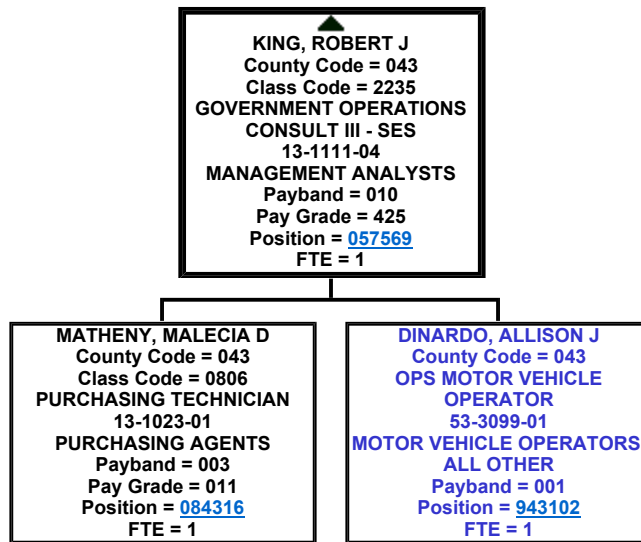 KING, ROBERT J
County Code = 043
Class Code = 2235
GOVERNMENT OPERATIONS
CONSULT III - SES
13-1111-04
MANAGEMENT ANALYSTS
Payband = 010
Pay Grade = 425
Position = 057569
FTE = 1
MATHENY, MALECIA D
County Code = 043
Class Code = 0806
PURCHASING TECHNICIAN
13-1023-01
PURCHASING AGENTS
Payband = 003
Pay Grade = 011
Position = 084316
FTE = 1
DINARDO, ALLISON J
County Code = 043
OPS MOTOR VEHICLE
OPERATOR
53-3099-01
MOTOR VEHICLE OPERATORS
ALL OTHER
Payband = 001
Position = 943102
FTE = 1